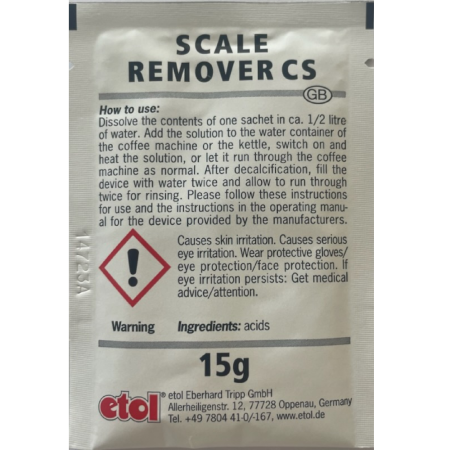 SCALE
REMOVER CS
GB
How to use:
Dissolve the contents of one sachet in ca. 1/2 litre
of water. Add the solution to the water container of
the coffee machine or the kettle, switch on and
heat the solution, or let it run through the coffee
machine as normal. After decalcification, fill the
device with water twice and allow to run through
twice for rinsing. Please follow these instructions
for use and the instructions in the operating manu-
al for the device provided by the manufacturers.
14723A
Causes skin irritation. Causes serious
eye irritation. Wear protective gloves/
eye protection/face protection. If
eye irritation persists: Get medical
advice/attention.
Warning Ingredients: acids
15g
etol® etol Eberhard Tripp GmbH
Allerheiligenstr. 12, 77728 Oppenau, Germany
Tel. +49 7804 41-0/-167, www.etol.de